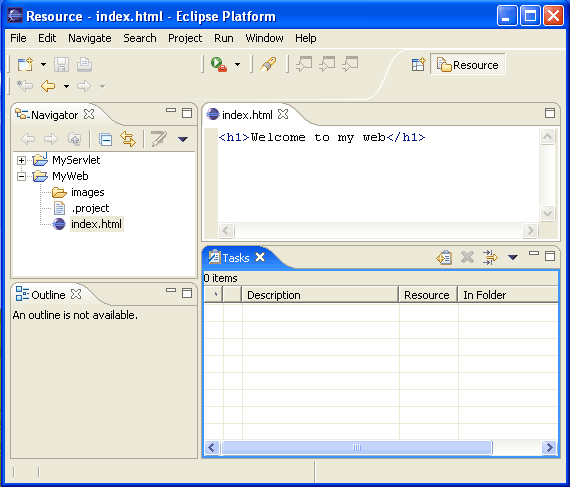 Resource - index.html - Eclipse Platform
File Edit Navigate Search Project Run Window Help
Resource
Navigator
MyServlet
MyWeb
images
.project
index.html
Outline
An outline is not available.
index.html
<h1>Welcome to my web</h1>
Tasks
0 items
Description Resource In Folder